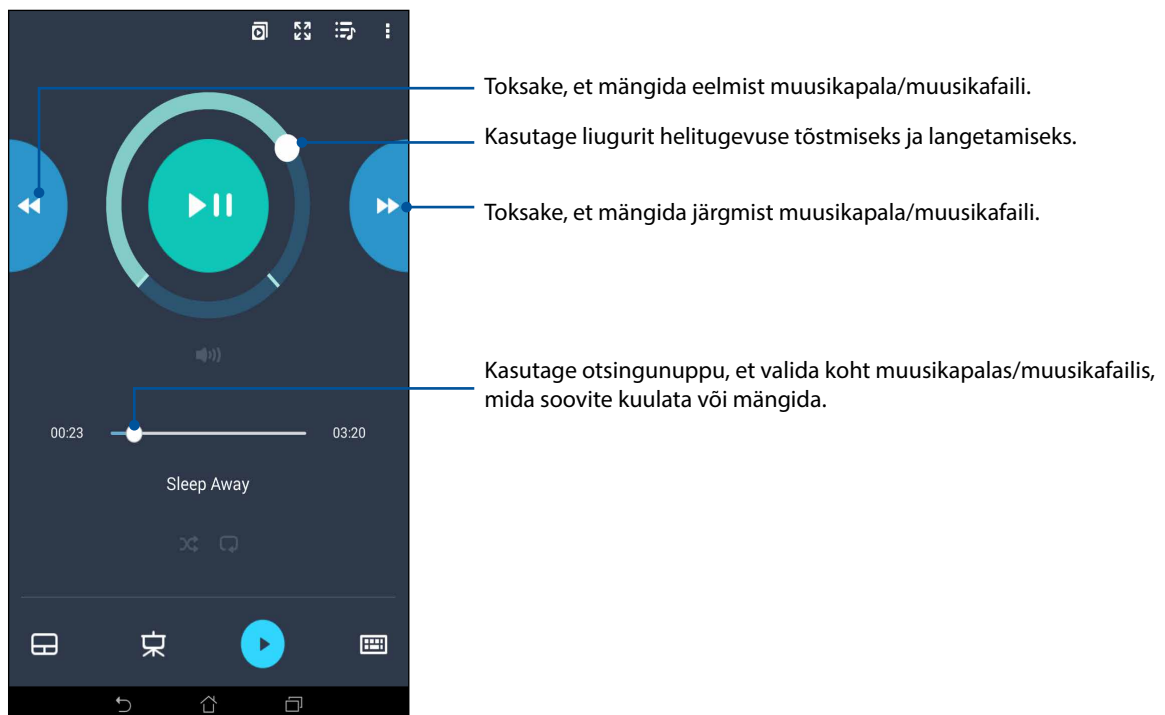 Toksake, et mängida eelmist muusikapala/muusikafaili.
Kasutage liugurit helitugevuse tõstmiseks ja langetamiseks.
Toksake, et mängida järgmist muusikapala/muusikafaili.
Kasutage otsingunuppu, et valida koht muusikapalas/muusikafailis,
mida soovite kuulata või mängida.
00:23 03:20
Sleep Away